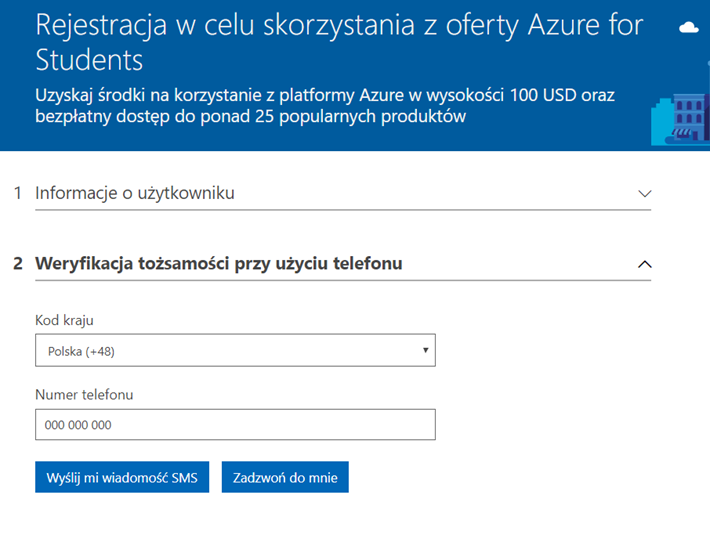 Rejestracja w celu skorzystania z oferty Azure for
Students
Uzyskaj środki na korzystanie z platformy Azure w wysokości 100 USD oraz
bezpłatny dostęp do ponad 25 popularnych produktów
1 Informacje o użytkowniku
2 Weryfikacja tożsamości przy użyciu telefonu
Kod kraju
Polska (+48)
Numer telefonu
000 000 000
Wyślij mi wiadomość SMS Zadzwoń do mnie